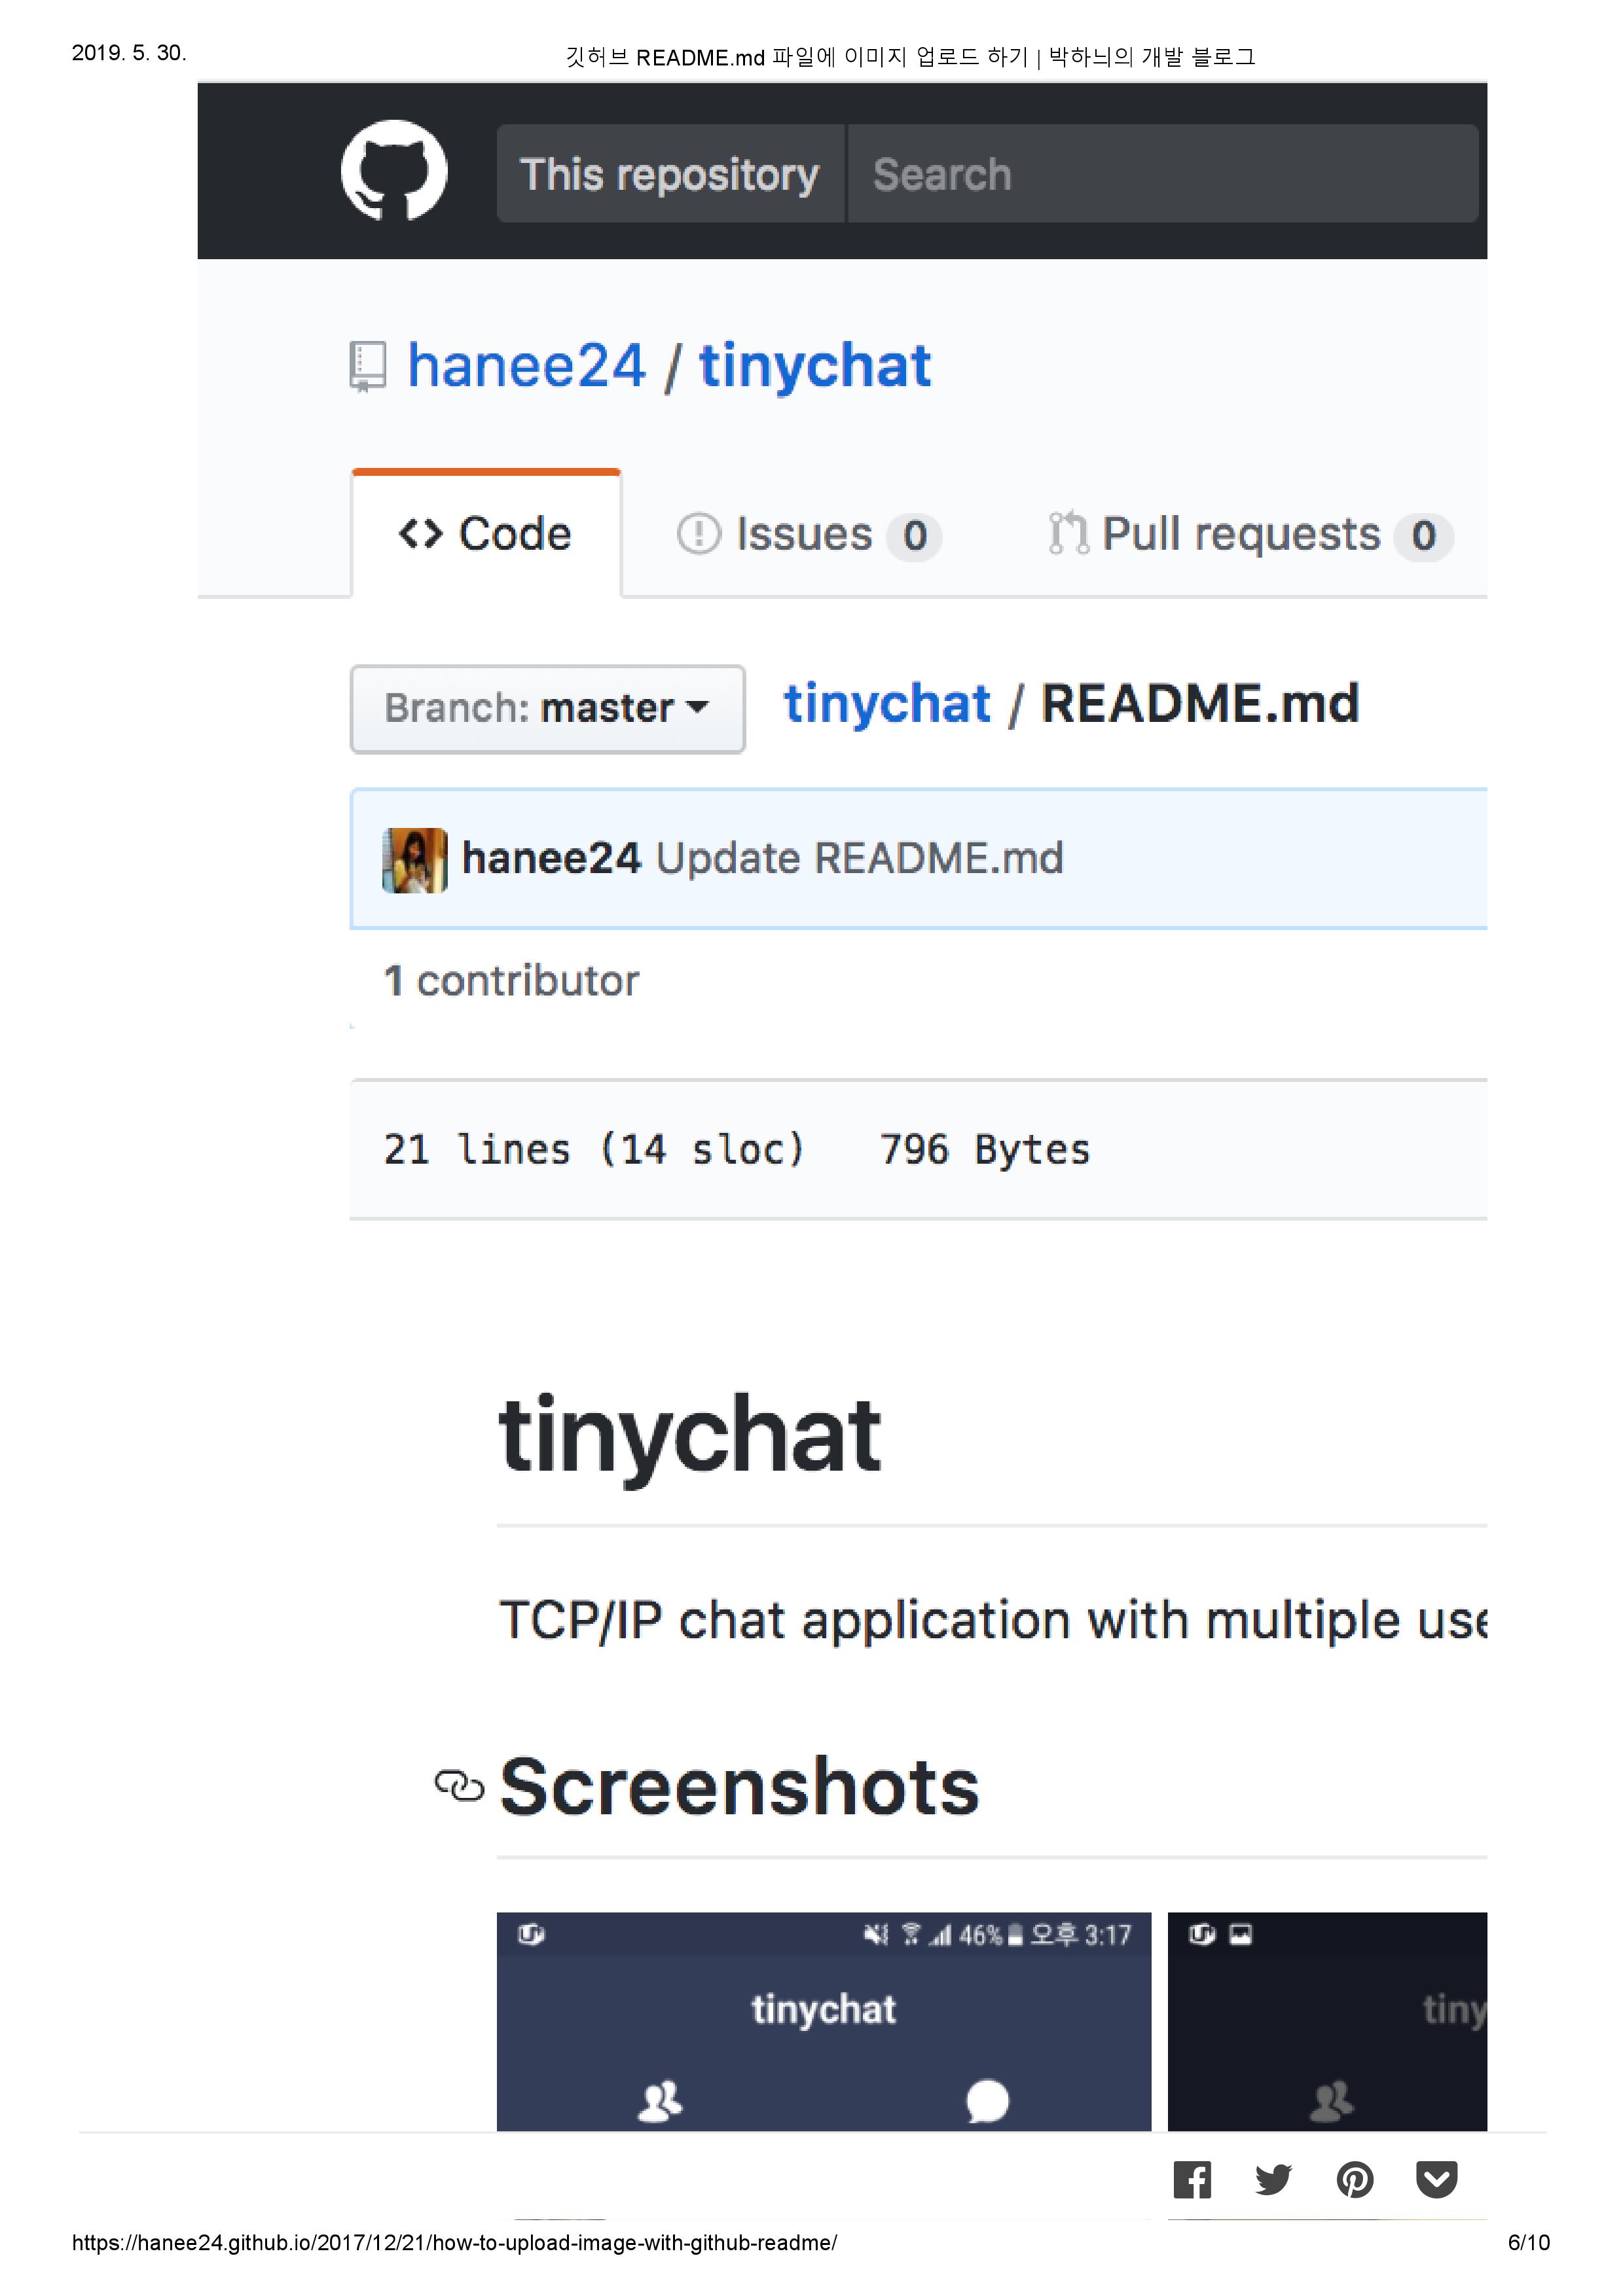 2019. 5. 30.
깃허브 README.md 파일에 이미지 업로드 하기 | 박하늬의 개발 블로그
This repository
Search
hanee24 / tinychat
Code
Issues 0
Pull requests 0
Branch: master
tinychat / README.md
hanee24 Update README.md
1 contributor
21 lines (14 sloc) 796 Bytes
tinychat
TCP/IP chat application with multiple use
Screenshots
46% 오후 3:17
tinychat
tiny
https://hanee24.github.io/2017/12/21/how-to-upload-image-with-github-readme/
6/10